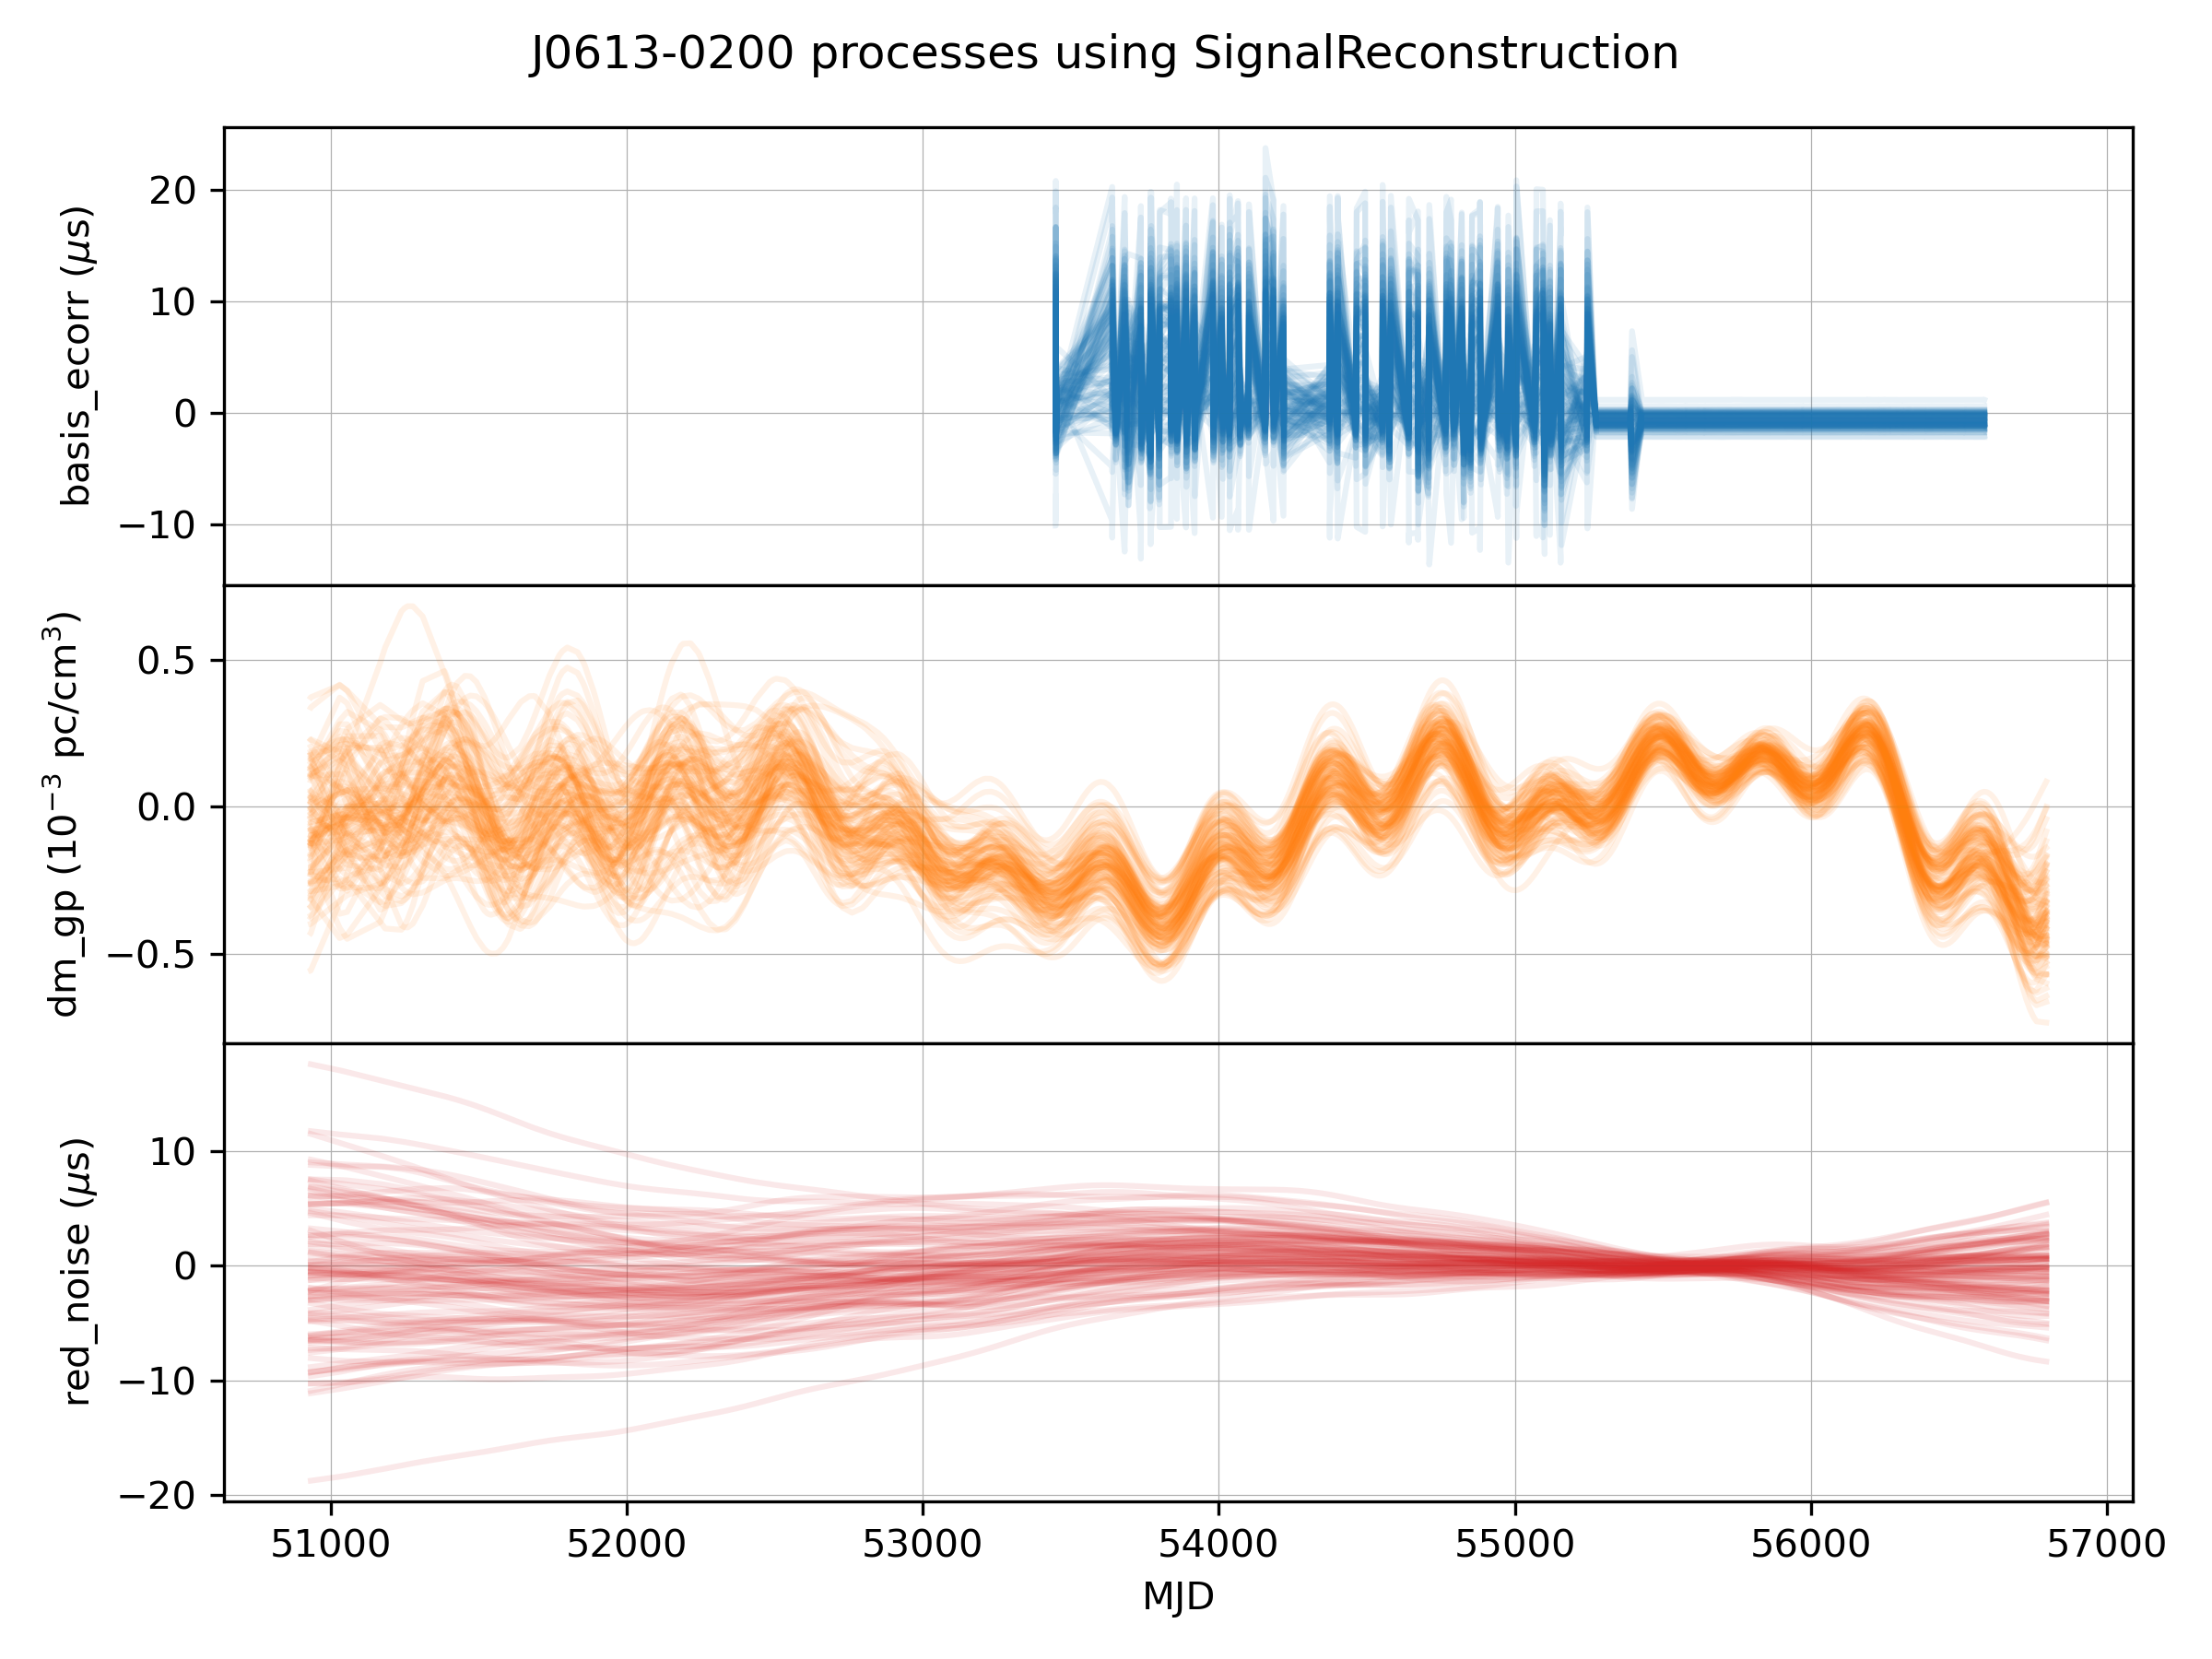 J0613-0200 processes using SignalReconstruction
basis_ecorr (μs)
20
10
0
−10
dm_gp (10⁻³ pc/cm³)
0.5
0.0
−0.5
red_noise (μs)
10
0
−10
−20
51000 52000 53000 54000 55000 56000 57000
MJD